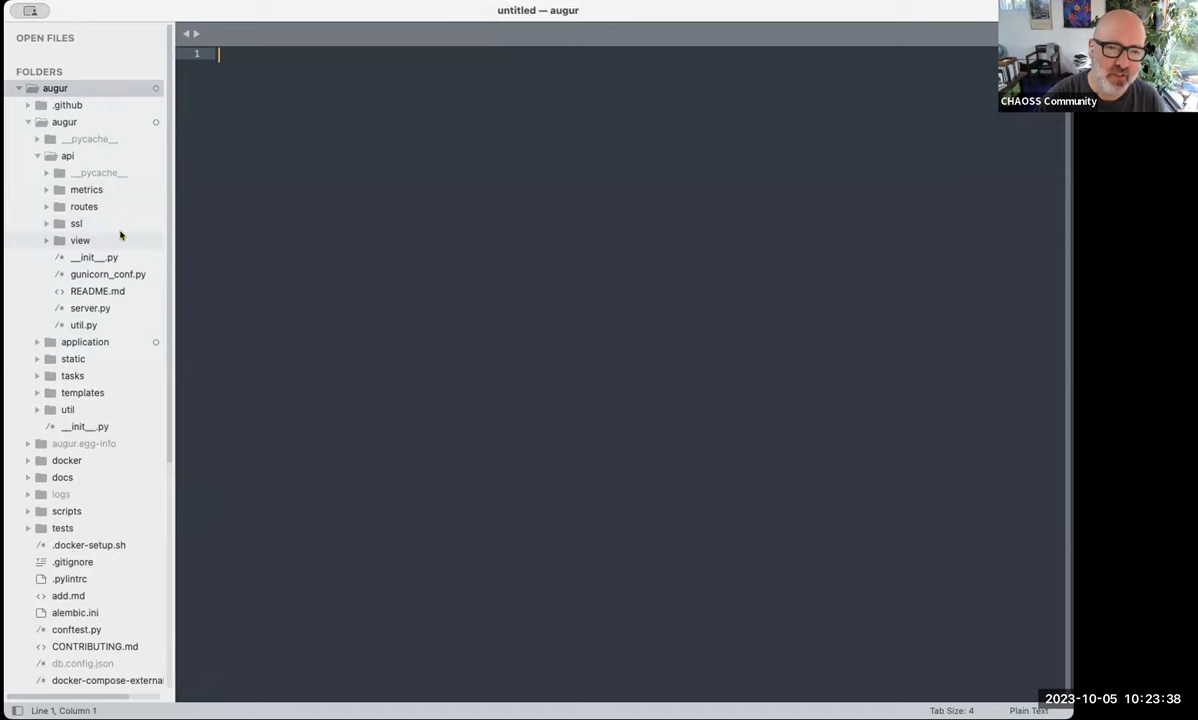 untitled — augur
OPEN FILES
1
FOLDERS
augur
.github
augur
__pycache__
api
__pycache__
metrics
routes
ssl
view
__init__.py
gunicorn_conf.py
README.md
server.py
util.py
application
static
tasks
templates
util
__init__.py
augur.egg-info
docker
docs
logs
scripts
tests
.docker-setup.sh
.gitignore
.pylintrc
add.md
alembic.ini
conftest.py
CONTRIBUTING.md
db.config.json
docker-compose-external
CHAOSS Community
2023-10-05 10:23:38
Line 1, Column 1
Tab Size: 4
Plain Text